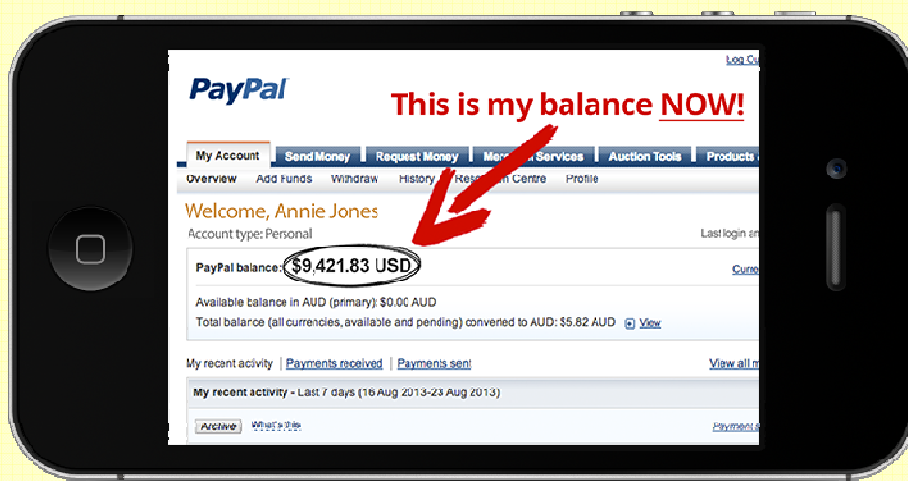 Log Ou
PayPal
This is my balance NOW!
My Account Send Money Request Money Services Auction Tools Products
Overview Add Funds Withdraw History Centre Profile
Welcome, Annie Jones
Account type: Personal
Last login
PayPal balance: $9,421.83 USD
Curre
Available balance in AUD (primary): $0.00 AUD
Total balance (all currencies, available and pending) converted to AUD: $5.82 AUD View
My recent activity | Payments received | Payments sent
View all m
My recent activity - Last 7 days (16 Aug 2013-23 Aug 2013)
Archive What's this
Payment s